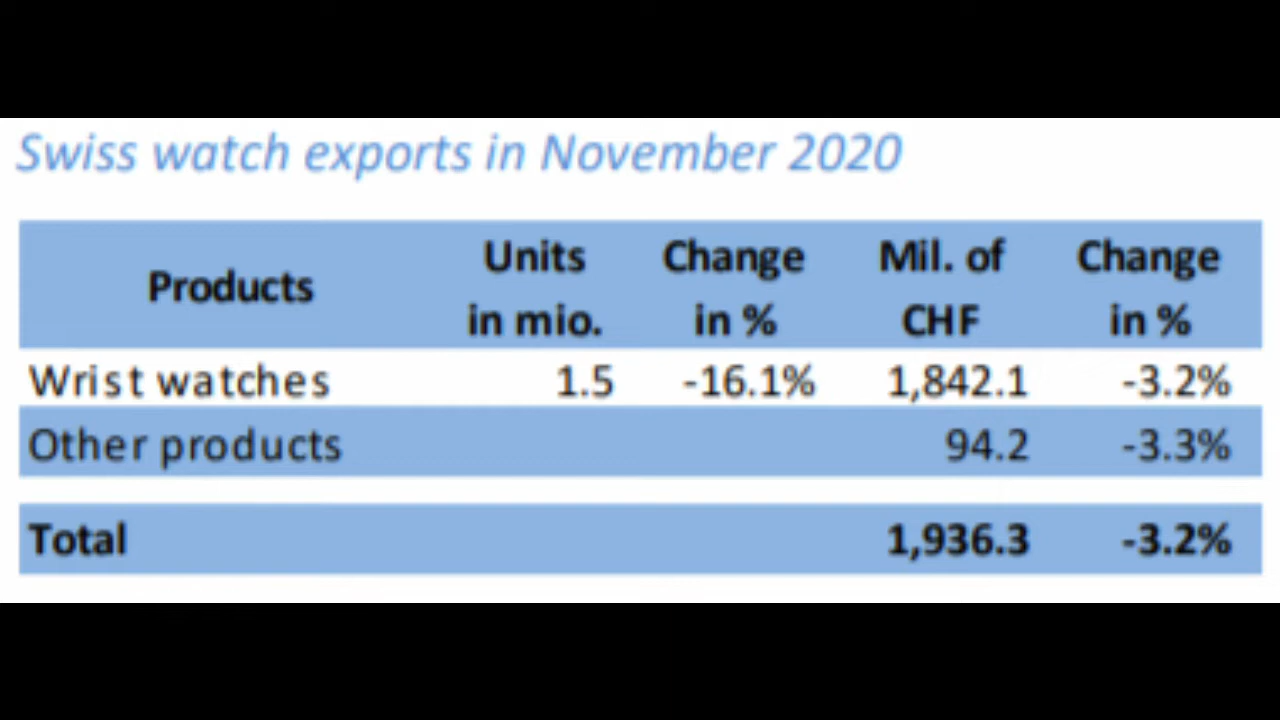 Swiss watch exports in November 2020
Products Units in mio. Change in % Mil. of CHF Change in %
Wrist watches 1.5 -16.1% 1,842.1 -3.2%
Other products 94.2 -3.3%
Total 1,936.3 -3.2%